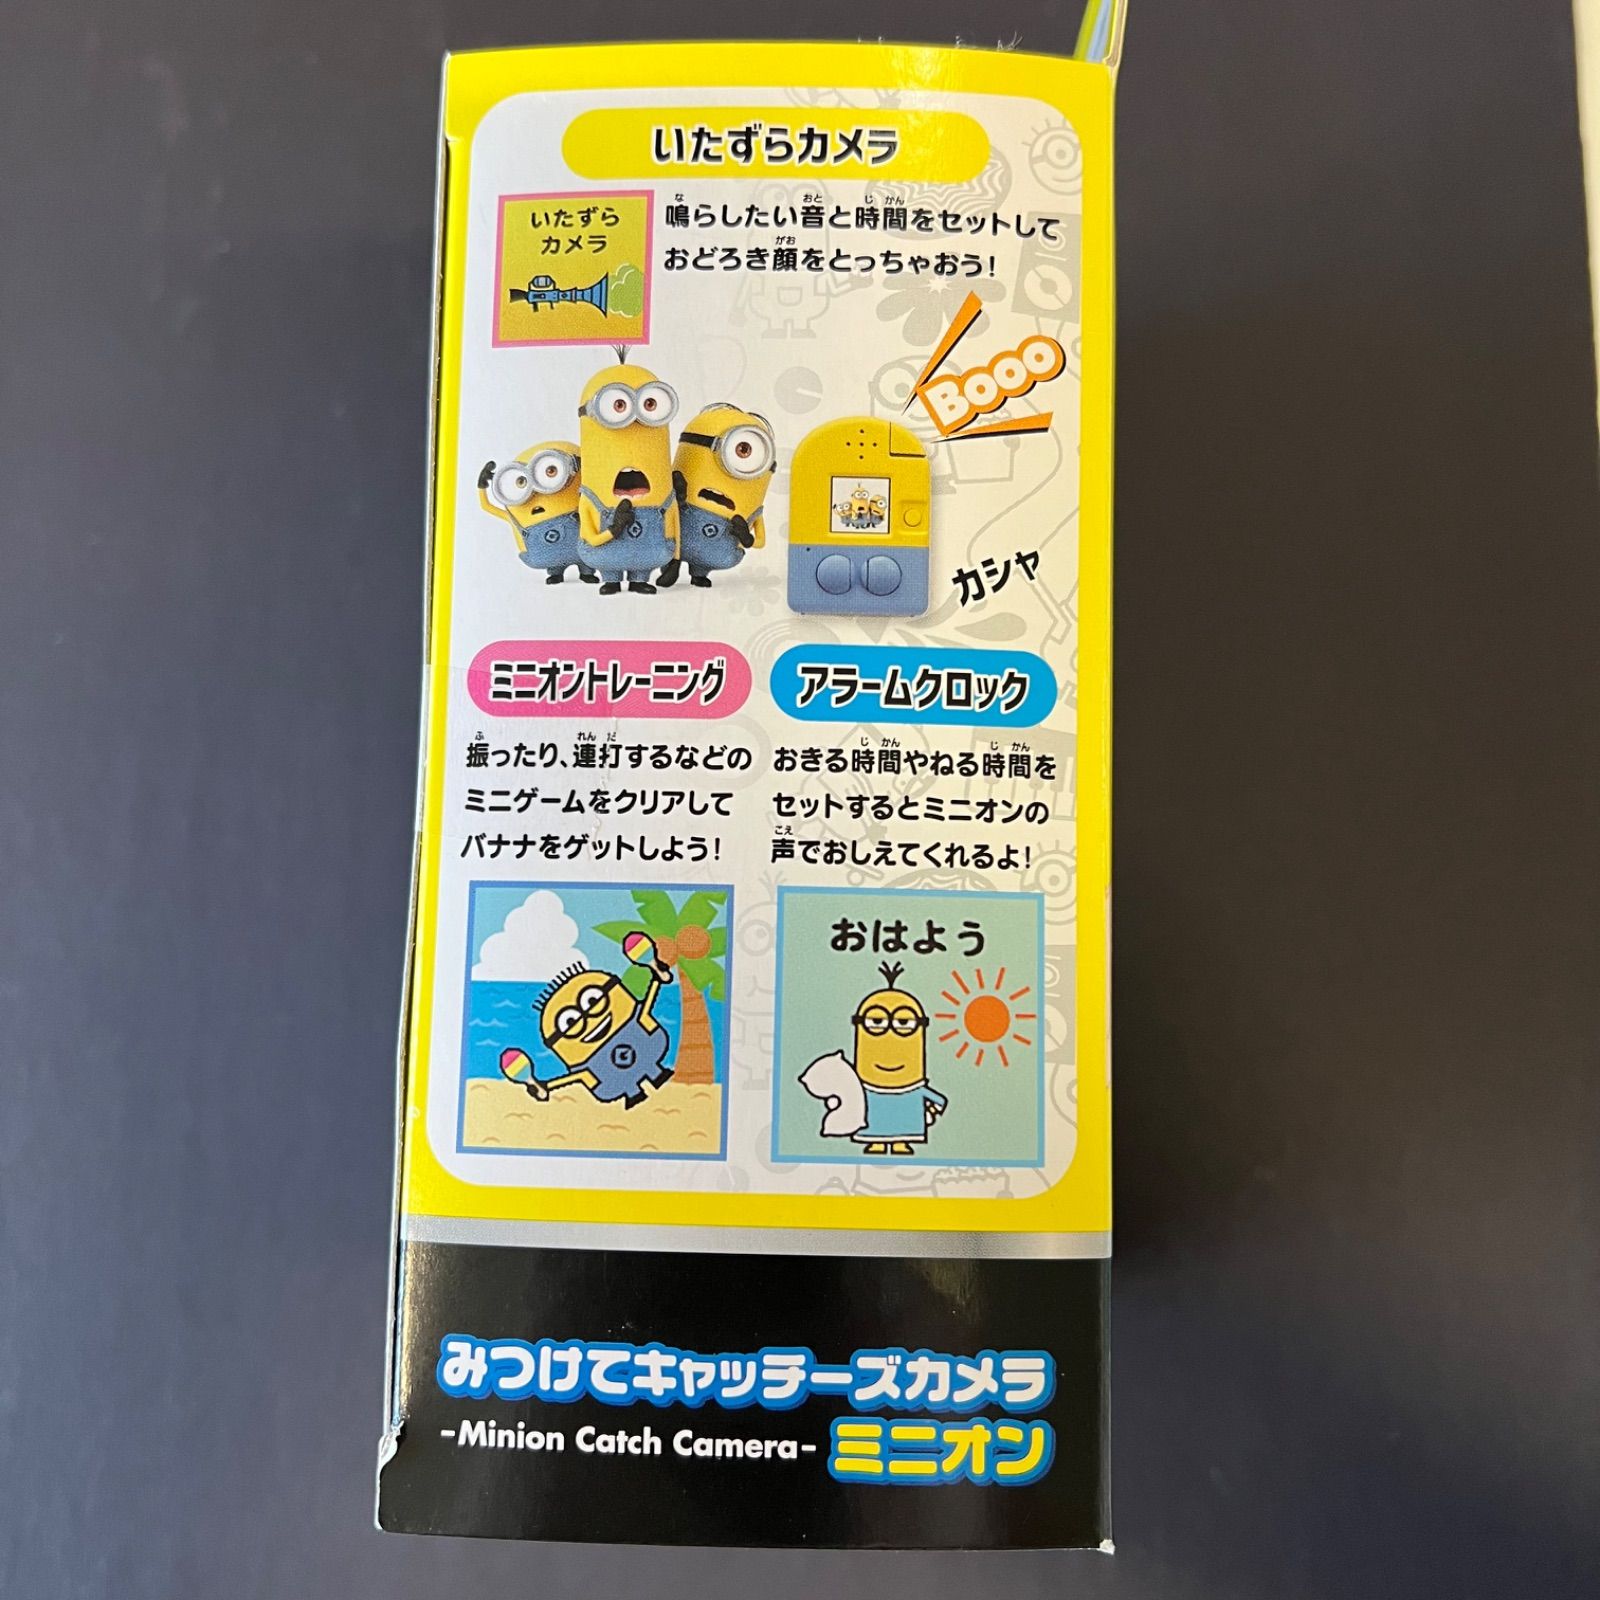 いたずらカメラ
いたずら
カメラ
鳴らしたい音と時間をセットして
おどろき顔をとっちゃおう!
Booo
カシャ
ミニオントレーニング
振ったり、連打するなどの
ミニゲームをクリアして
バナナをゲットしよう!
アラームクロック
おきる時間やねる時間を
セットするとミニオンの
声でおしえてくれるよ!
おはよう
みつけてキャッチーズカメラ
-Minion Catch Camera- ミニオン